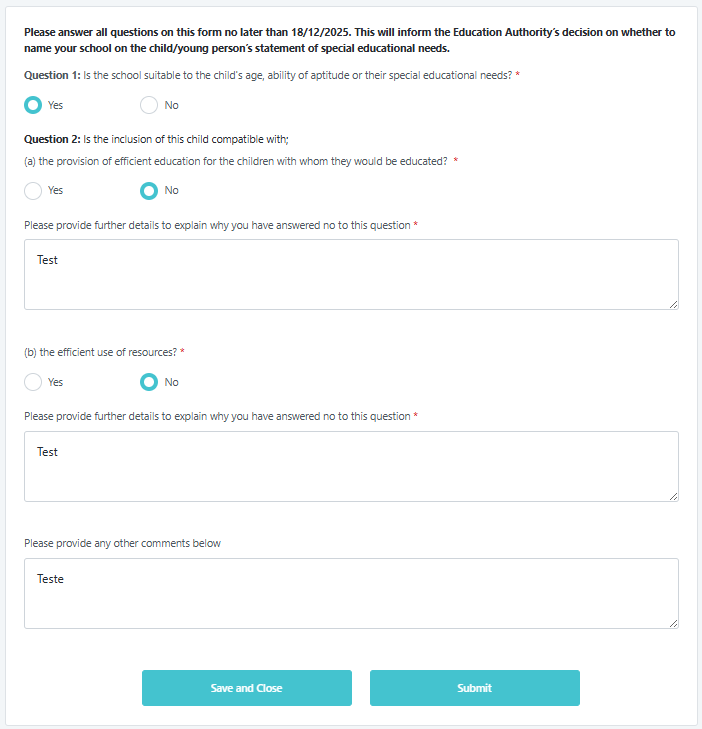 Please answer all questions on this form no later than 18/12/2025. This will inform the Education Authority's decision on whether to
name your school on the child/young person's statement of special educational needs.
Question 1: Is the school suitable to the child's age, ability of aptitude or their special educational needs? *
Yes No
Question 2: Is the inclusion of this child compatible with;
(a) the provision of efficient education for the children with whom they would be educated? *
Yes No
Please provide further details to explain why you have answered no to this question *
Test
(b) the efficient use of resources? *
Yes No
Please provide further details to explain why you have answered no to this question *
Test
Please provide any other comments below
Teste
Save and Close Submit